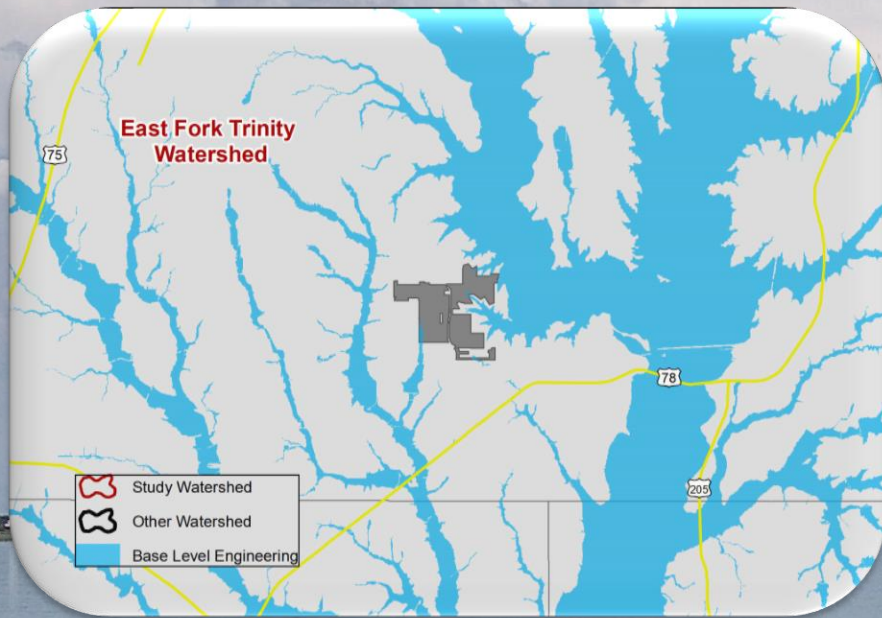 East Fork Trinity
Watershed
75
78
205
Study Watershed
Other Watershed
Base Level Engineering